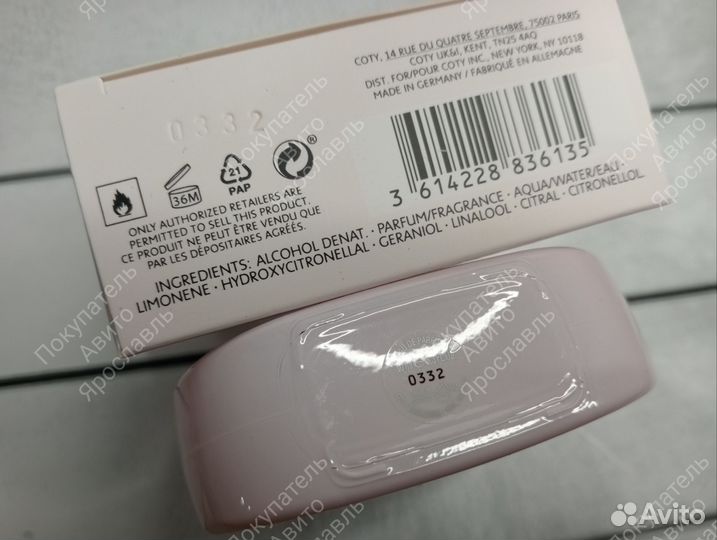 COTY, 14 RUE DU QUATRE SEPTEMBRE, 75002 PARIS
COTY UK&I, KENT, TN25 4AQ
DIST. FOR/POUR COTY INC., NEW YORK, NY 10118
MADE IN GERMANY / FABRIQUÉ EN ALLEMAGNE
0332
36M
21
PAP
®
3 614228 836135
ONLY AUTHORIZED RETAILERS ARE
PERMITTED TO SELL THIS PRODUCT.
CE PRODUIT NE PEUT ÊTRE VENDU QUE
PAR LES DÉPOSITAIRES AGRÉÉS.
INGREDIENTS: ALCOHOL DENAT. · PARFUM/FRAGRANCE · AQUA/WATER/EAU ·
LIMONENE · HYDROXYCITRONELLAL · GERANIOL · LINALOOL · CITRAL · CITRONELLOL
0332
Покупатель
Авито
Ярославль
Avito